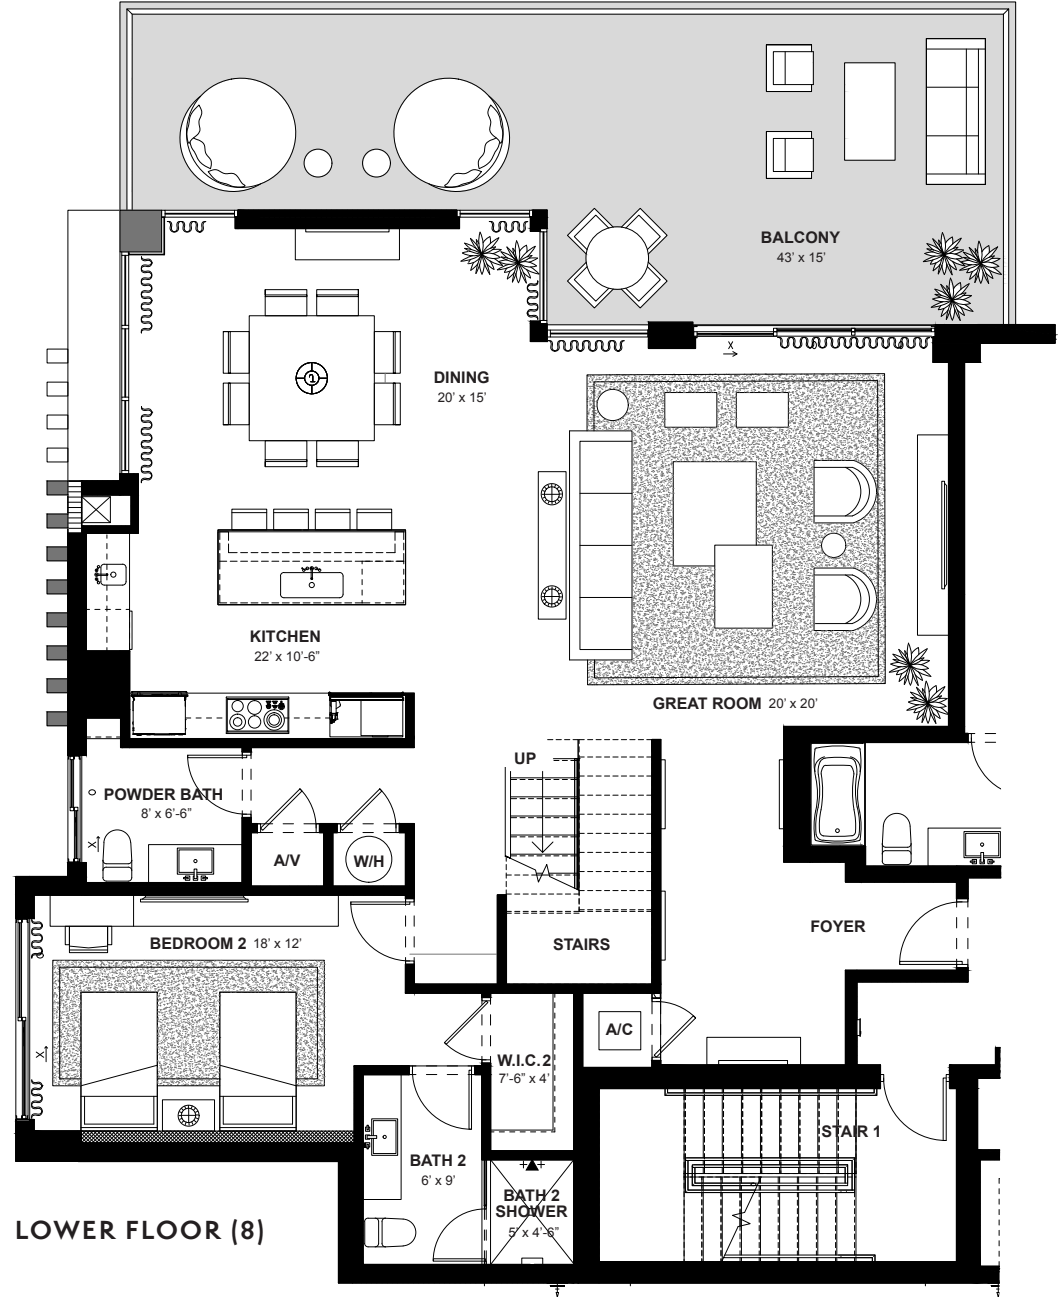 BALCONY
43’ x 15’
X
DINING
20’ x 15’
KITCHEN
22’ x 10’-6”
GREAT ROOM 20’ x 20’
UP
POWDER BATH
8’ x 6’-6”
X
A/V
W/H
FOYER
BEDROOM 2 18’ x 12’
STAIRS
A/C
X
W.I.C.2
7’-6” x 4’
STAIR 1
BATH 2
6’ x 9’
BATH 2
SHOWER
5’ x 4’-6”
LOWER FLOOR (8)